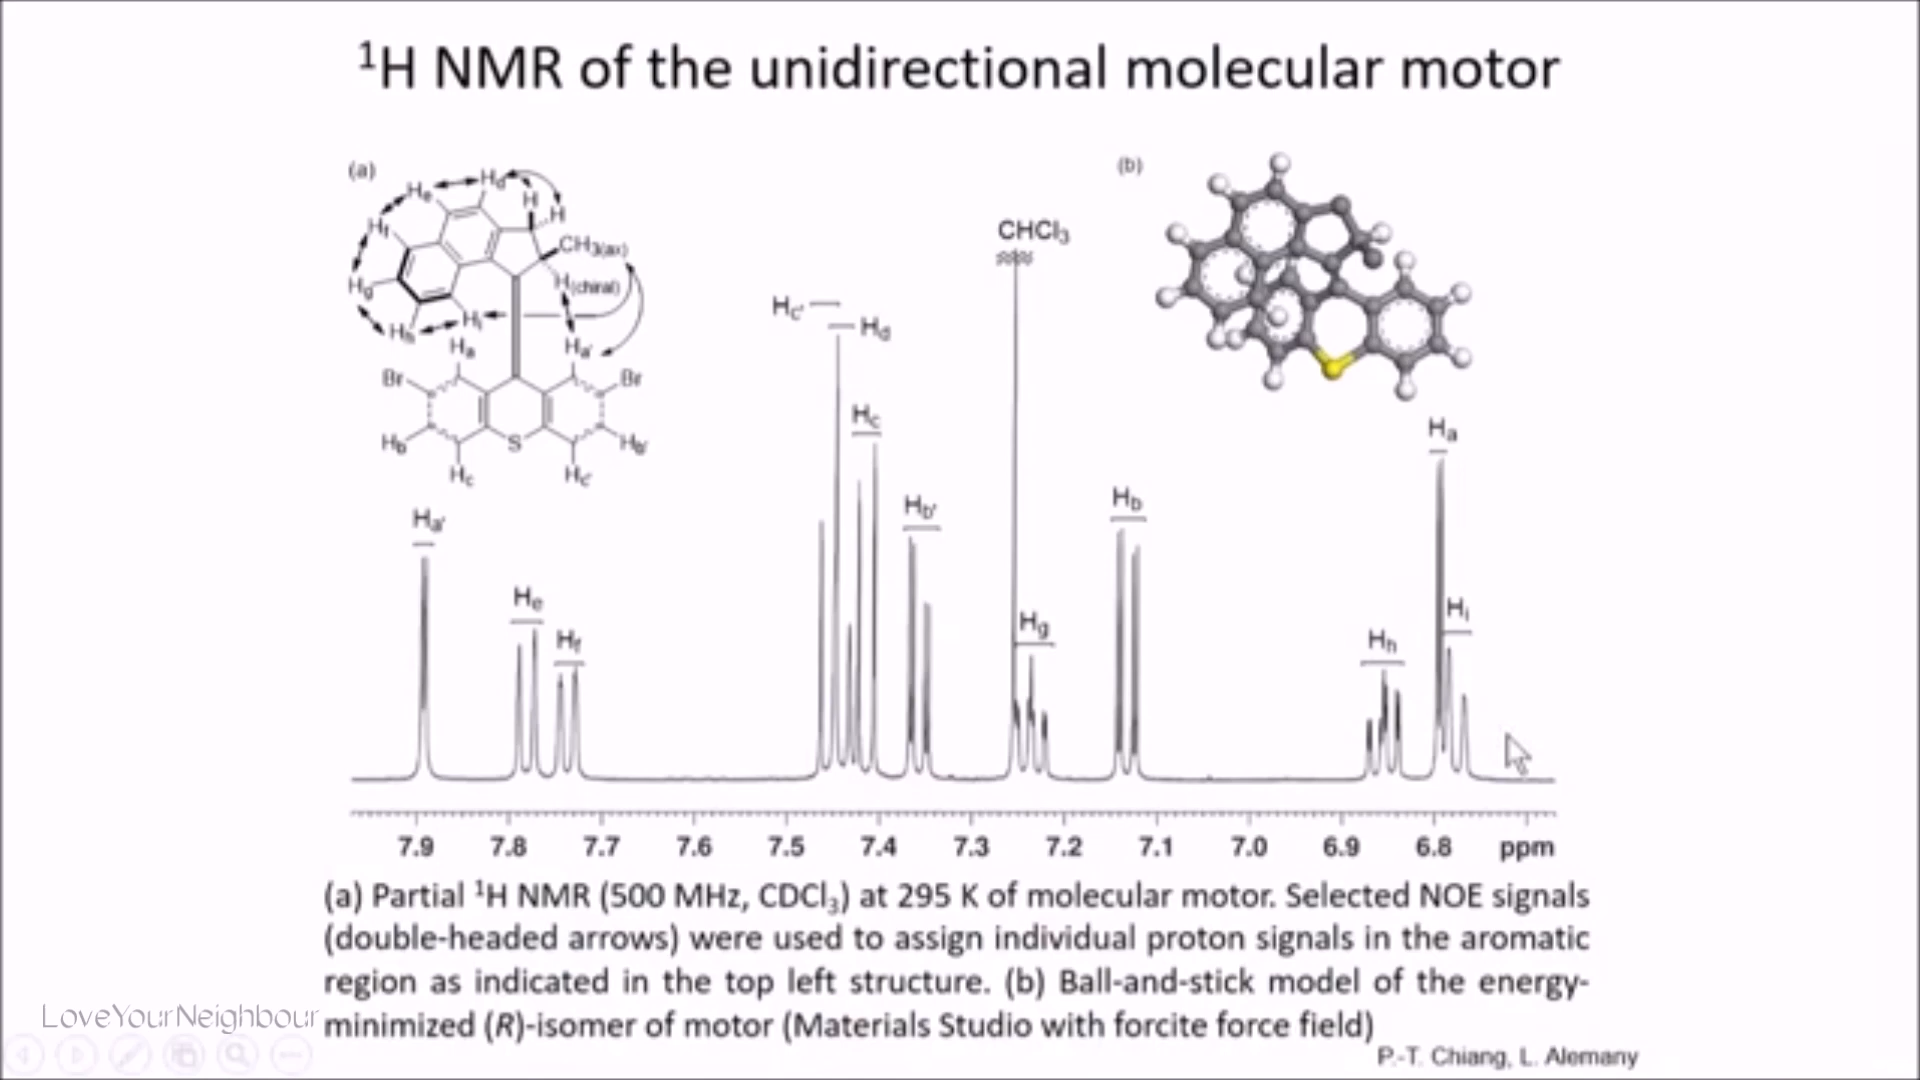 ¹H NMR of the unidirectional molecular motor
(a)
(b)
Hd
He
H
H
Hf
CH3(ax)
H(chiral)
Hg
Hi
Hh
Ha
Ha'
Br
Br
Hb
S
Hb'
Hc
Hc'
CHCl3
Hc'
Hd
Hc
Ha
Hb'
Hb
Ha'
He
Hf
Hg
Hh
Hi
7.9 7.8 7.7 7.6 7.5 7.4 7.3 7.2 7.1 7.0 6.9 6.8 ppm
(a) Partial ¹H NMR (500 MHz, CDCl₃) at 295 K of molecular motor. Selected NOE signals
(double-headed arrows) were used to assign individual proton signals in the aromatic
region as indicated in the top left structure. (b) Ball-and-stick model of the energy-
minimized (R)-isomer of motor (Materials Studio with forcite force field)
LoveYourNeighbour
P.-T. Chiang, L. Alemany